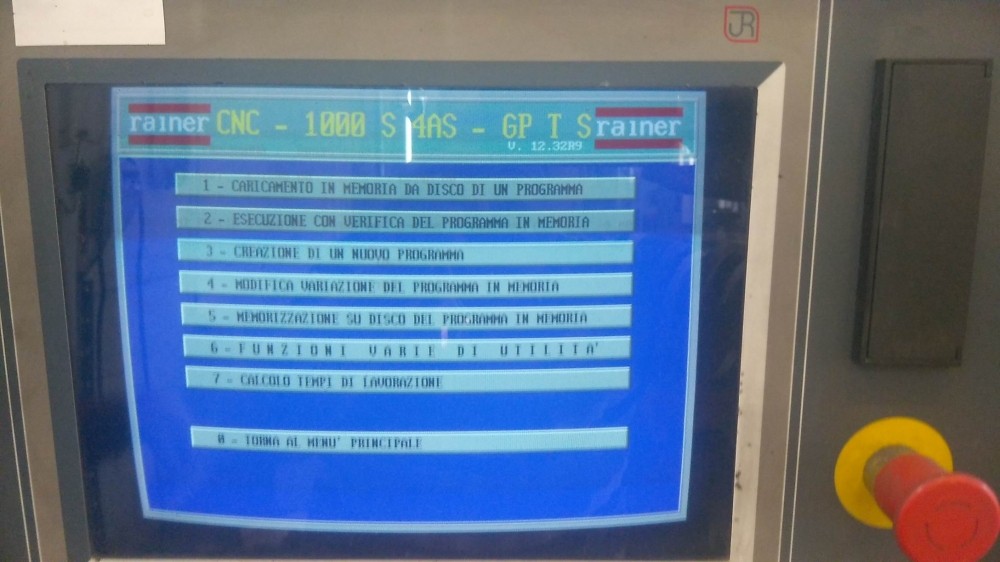 JR
rainer CNC - 1000 S 4AS - GP T S rainer
V. 12.32R9
1 - CARICAMENTO IN MEMORIA DA DISCO DI UN PROGRAMMA
2 - ESECUZIONE CON VERIFICA DEL PROGRAMMA IN MEMORIA
3 - CREAZIONE DI UN NUOVO PROGRAMMA
4 - MODIFICA VARIAZIONE DEL PROGRAMMA IN MEMORIA
5 - MEMORIZZAZIONE SU DISCO DEL PROGRAMMA IN MEMORIA
6 - F U N Z I O N I V A R I E D I U T I L I T A'
7 - CALCOLO TEMPI DI LAVORAZIONE
0 - TORNA AL MENU' PRINCIPALE